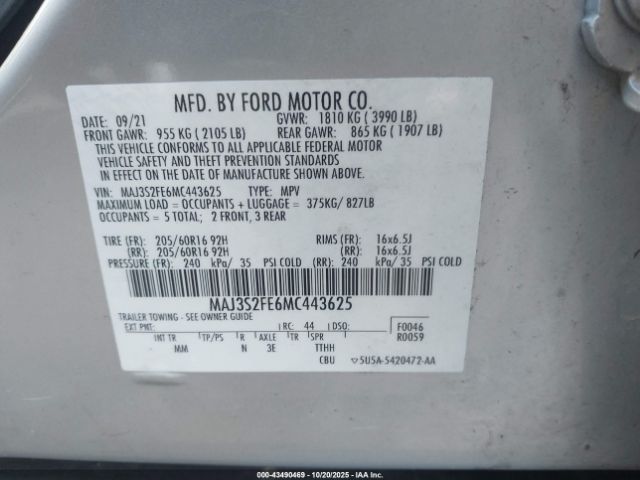 MFD. BY FORD MOTOR CO.
DATE: 09/21 GVWR: 1810 KG ( 3990 LB)
FRONT GAWR: 955 KG ( 2105 LB) REAR GAWR: 865 KG ( 1907 LB)
THIS VEHICLE CONFORMS TO ALL APPLICABLE FEDERAL MOTOR
VEHICLE SAFETY AND THEFT PREVENTION STANDARDS
IN EFFECT ON THE DATE OF MANUFACTURE SHOWN ABOVE.
VIN: MAJ3S2FE6MC443625 TYPE: MPV
MAXIMUM LOAD = OCCUPANTS + LUGGAGE = 375KG/ 827LB
OCCUPANTS = 5 TOTAL; 2 FRONT, 3 REAR
TIRE (FR): 205/60R16 92H RIMS (FR): 16x6.5J
(RR): 205/60R16 92H (RR): 16x6.5J
PRESSURE (FR): 240 kPa/ 35 PSI COLD (RR): 240 kPa/ 35 PSI COLD
MAJ3S2FE6MC443625
TRAILER TOWING - SEE OWNER GUIDE
EXT PNT: RC: 44 DSO: F0046
R0059
INT TR TP/PS R AXLE TR SPR
MM N 3E TTHH
CBU 5U5A-5420472-AA
000-43490469 - 10/20/2025 - IAAI.COM